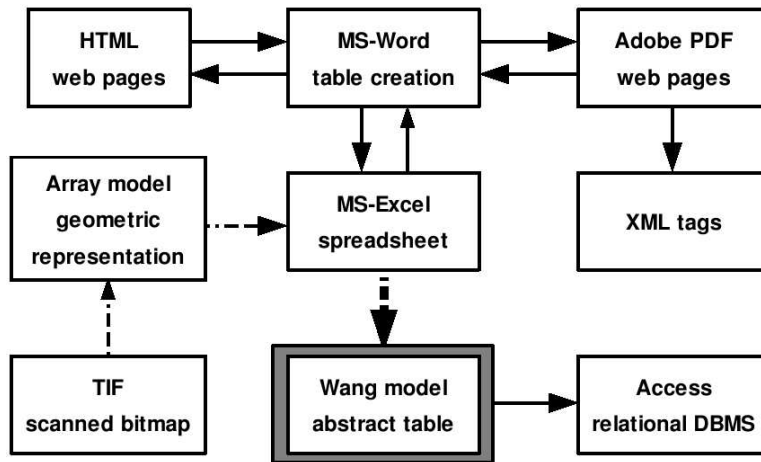 HTML
web pages
MS-Word
table creation
Adobe PDF
web pages
Array model
geometric
representation
MS-Excel
spreadsheet
XML tags
TIF
scanned bitmap
Wang model
abstract table
Access
relational DBMS